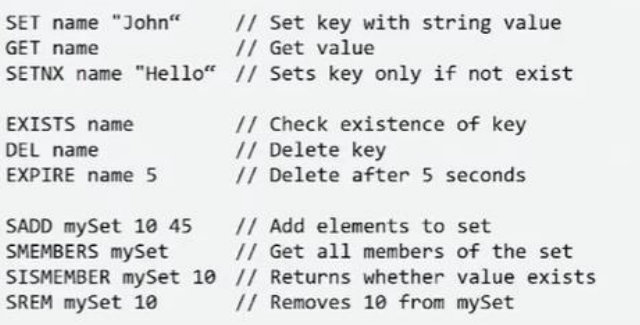 SET name "John“ // Set key with string value
GET name // Get value
SETNX name "Hello“ // Sets key only if not exist
EXISTS name // Check existence of key
DEL name // Delete key
EXPIRE name 5 // Delete after 5 seconds
SADD mySet 10 45 // Add elements to set
SMEMBERS mySet // Get all members of the set
SISMEMBER mySet 10 // Returns whether value exists
SREM mySet 10 // Removes 10 from mySet